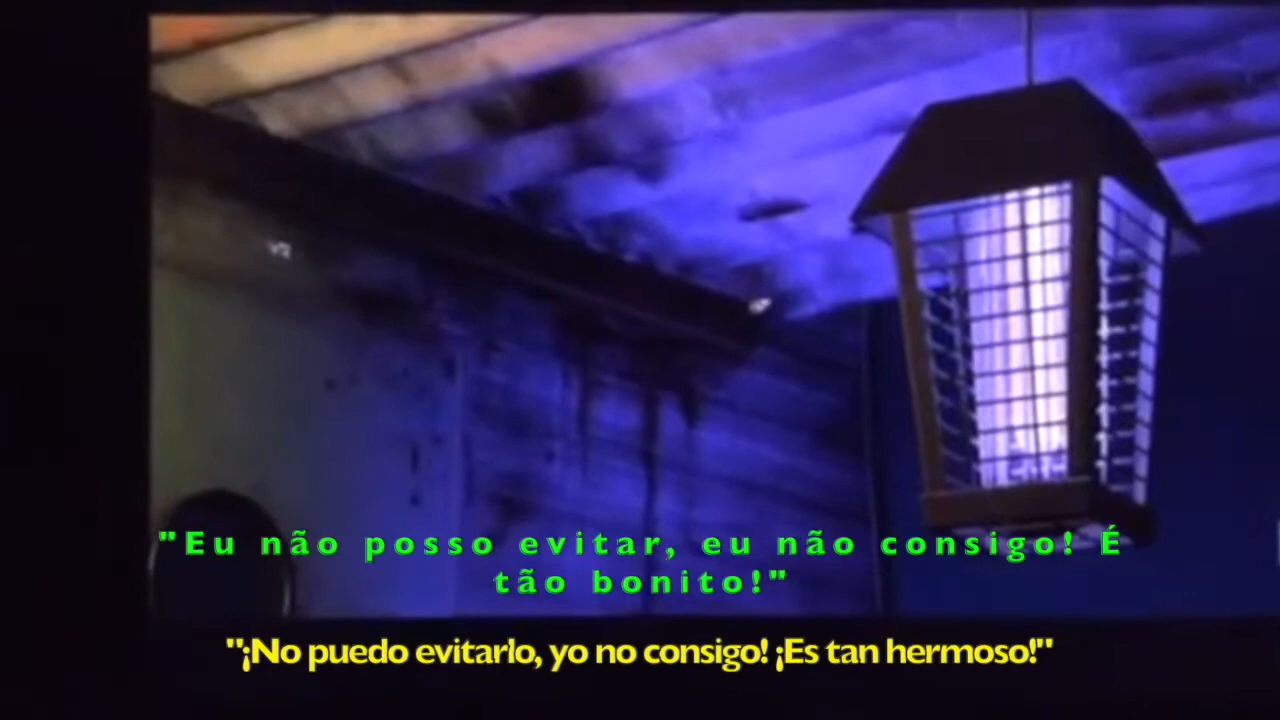 "Eu não posso evitar, eu não consigo! É
tão bonito!"
"¡No puedo evitarlo, yo no consigo! ¡Es tan hermoso!"